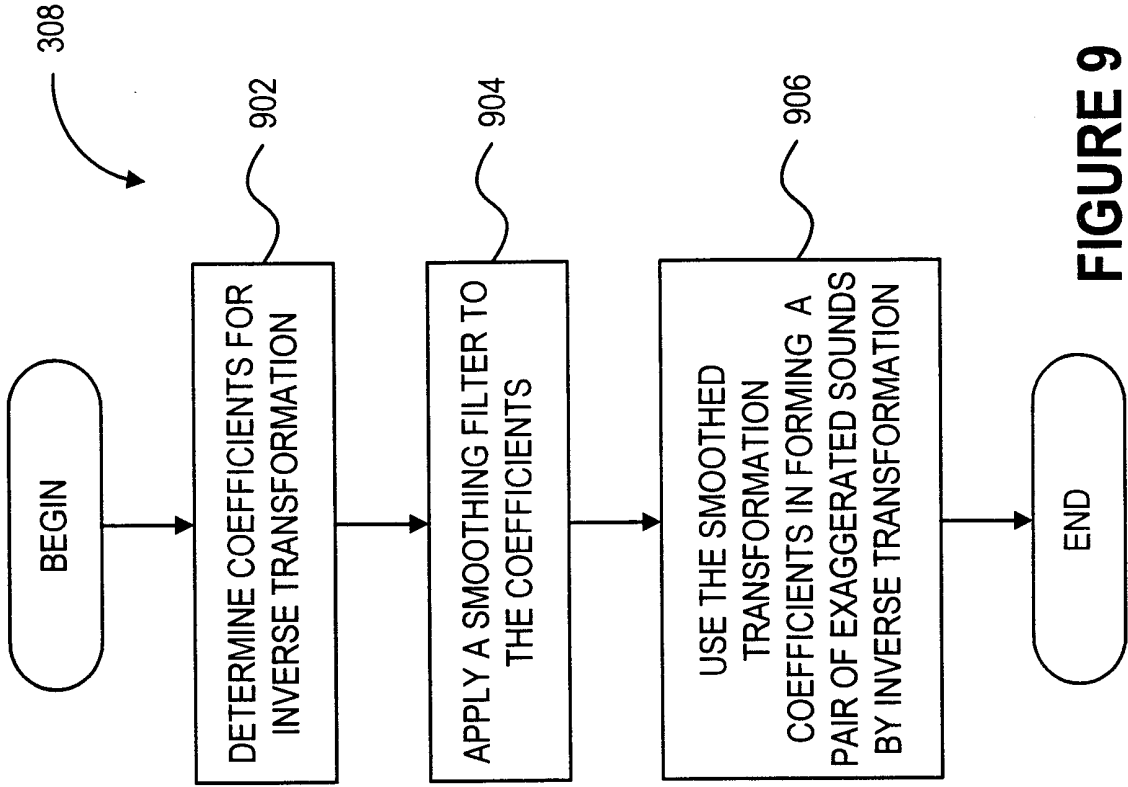 308
BEGIN
DETERMINE COEFFICIENTS FOR
INVERSE TRANSFORMATION
902
APPLY A SMOOTHING FILTER TO
THE COEFFICIENTS
904
USE THE SMOOTHED
TRANSFORMATION
COEFFICIENTS IN FORMING A
PAIR OF EXAGGERATED SOUNDS
BY INVERSE TRANSFORMATION
906
END
FIGURE 9